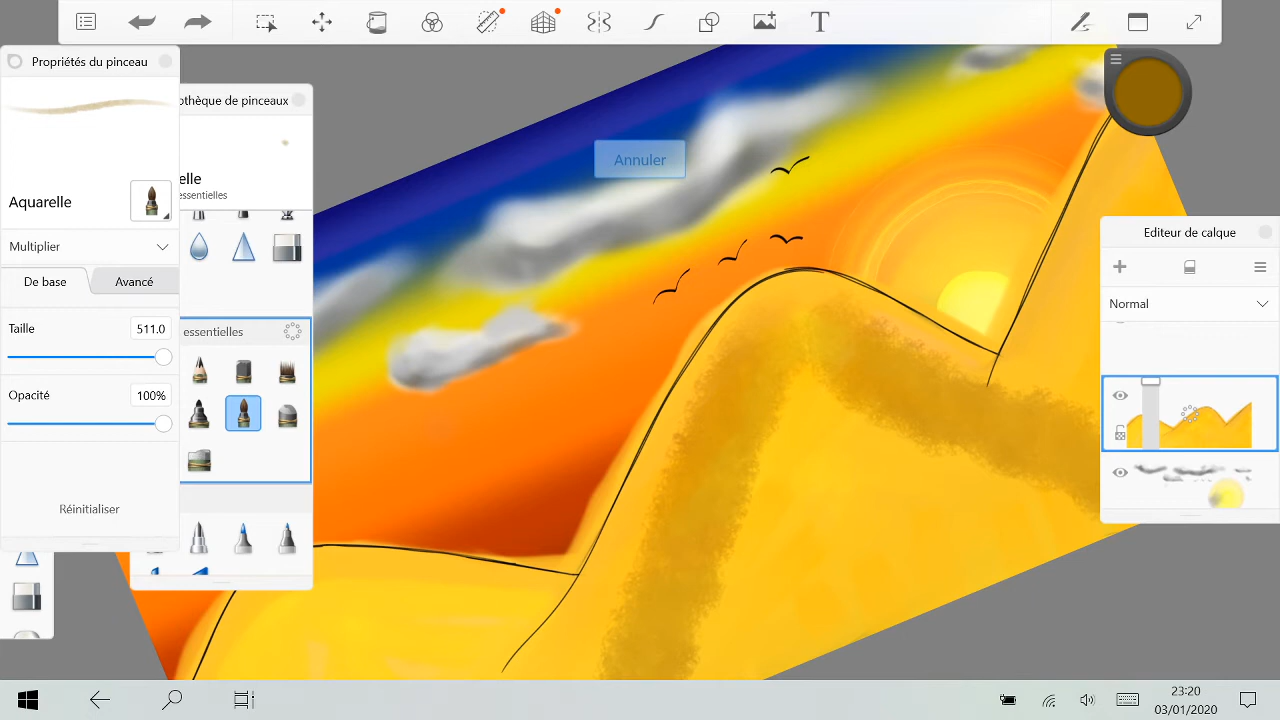 T
Propriétés du pinceau
othèque de pinceaux
Annuler
elle
essentielles
Aquarelle
Multiplier
De base
Avancé
Taille
511.0
essentielles
Opacité
100%
Réinitialiser
Editeur de calque
Normal
23:20
03/01/2020